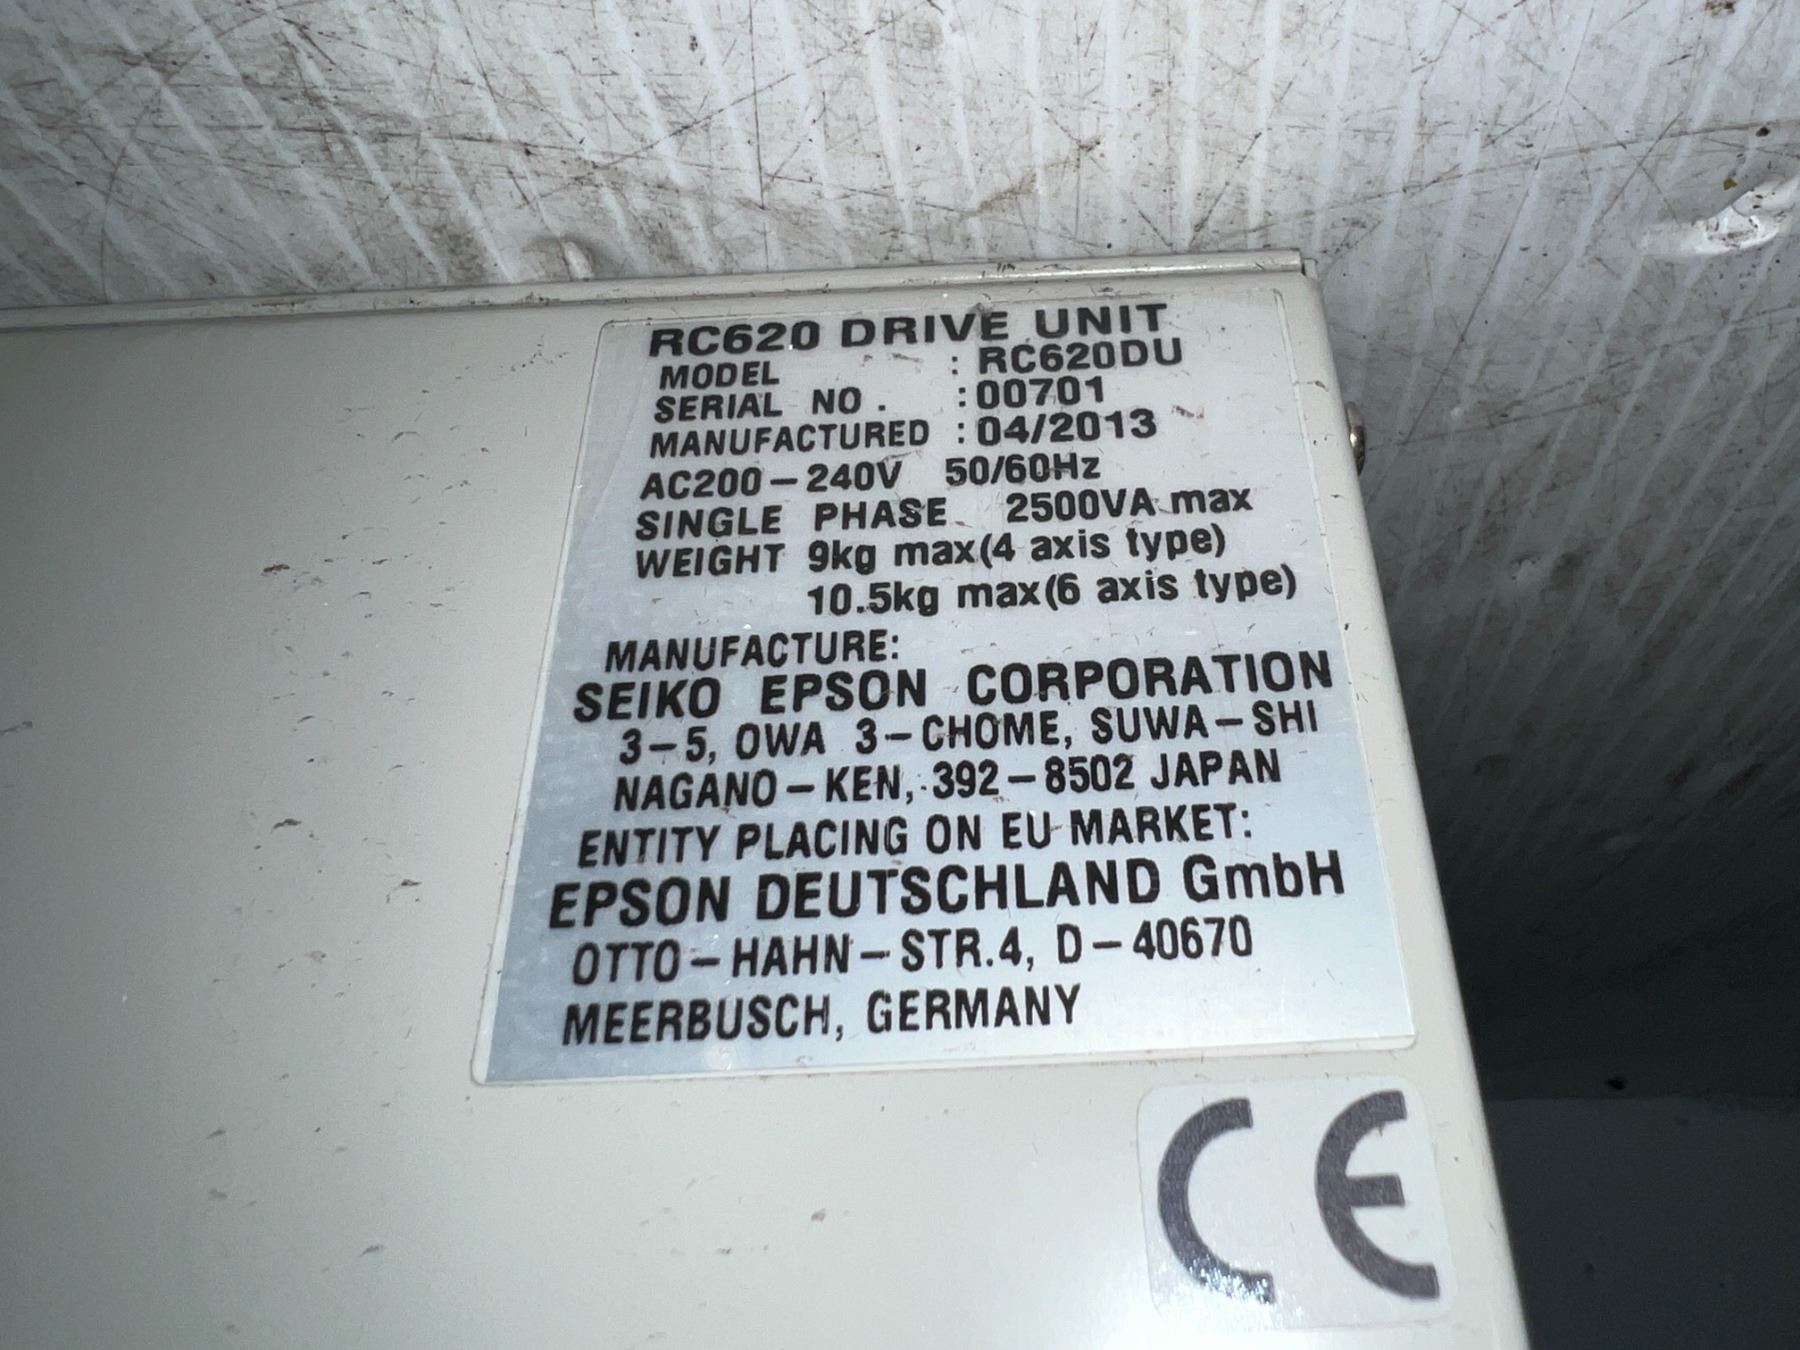 RC620 DRIVE UNIT
MODEL : RC620DU
SERIAL NO. : 00701
MANUFACTURED : 04/2013
AC200-240V 50/60Hz
SINGLE PHASE 2500VA max
WEIGHT 9kg max(4 axis type)
10.5kg max(6 axis type)
MANUFACTURE:
SEIKO EPSON CORPORATION
3-5, OWA 3-CHOME, SUWA-SHI
NAGANO-KEN, 392-8502 JAPAN
ENTITY PLACING ON EU MARKET:
EPSON DEUTSCHLAND GmbH
OTTO-HAHN-STR.4, D-40670
MEERBUSCH, GERMANY
CE